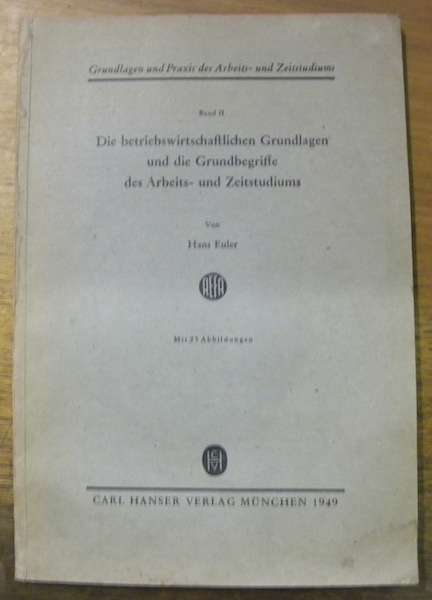 Grundlagen und Praxis des Arbeits- und Zeitstudiums
Band II
Die betriebswirtschaftlichen Grundlagen
und die Grundbegriffe
des Arbeits- und Zeitstudiums
Von
Hans Euler
REFA
Mit 25 Abbildungen
CHV
CARL HANSER VERLAG MÜNCHEN 1949